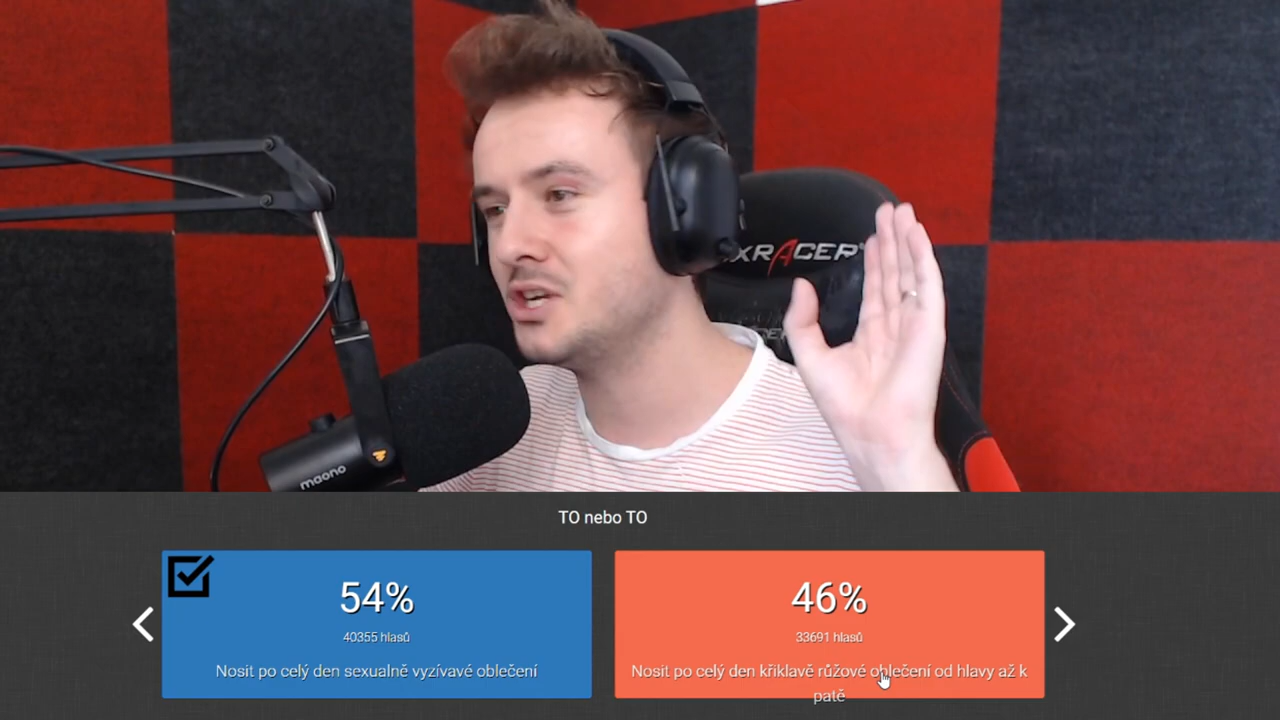 XRACER
maono
TO nebo TO
54%
40355 hlasů
Nosit po celý den sexualně vyzívavé oblečení
46%
33691 hlasů
Nosit po celý den křiklavě růžové oblečení od hlavy až k
patě